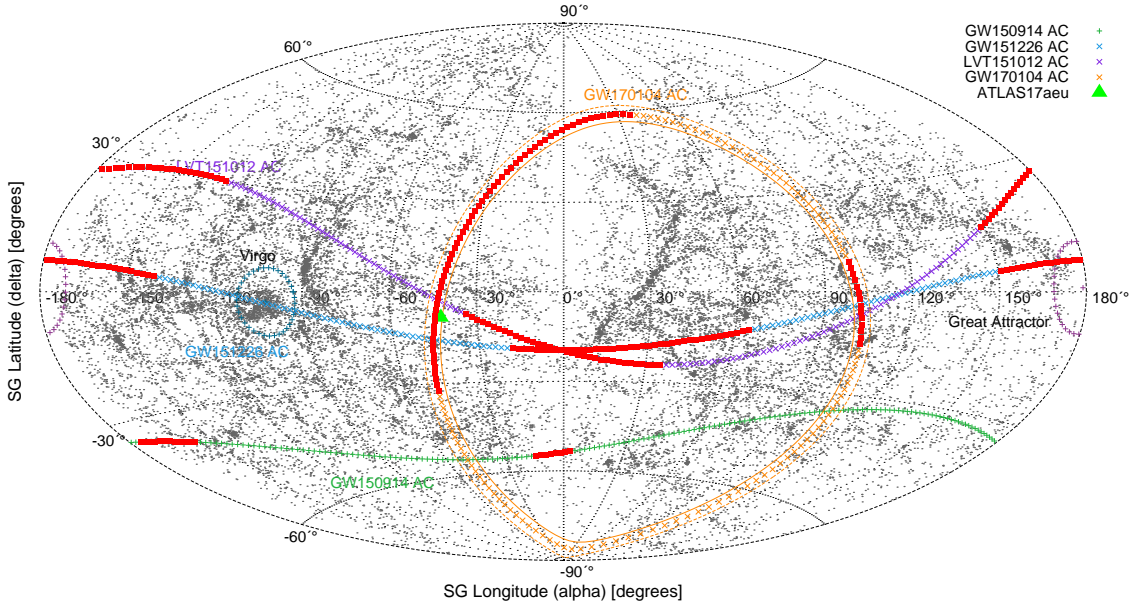 90´°
GW150914 AC
GW151226 AC
LVT151012 AC
GW170104 AC
ATLAS17aeu
60´°
GW170104 AC
30´°
LVT151012 AC
SG Latitude (delta) [degrees]
Virgo
-180´° -150´° -120´° -90´° -60´° -30´° 0´° 30´° 60´° 90´° 120´° 150´° 180´°
Great Attractor
GW151226 AC
-30´°
GW150914 AC
-60´°
-90´°
SG Longitude (alpha) [degrees]